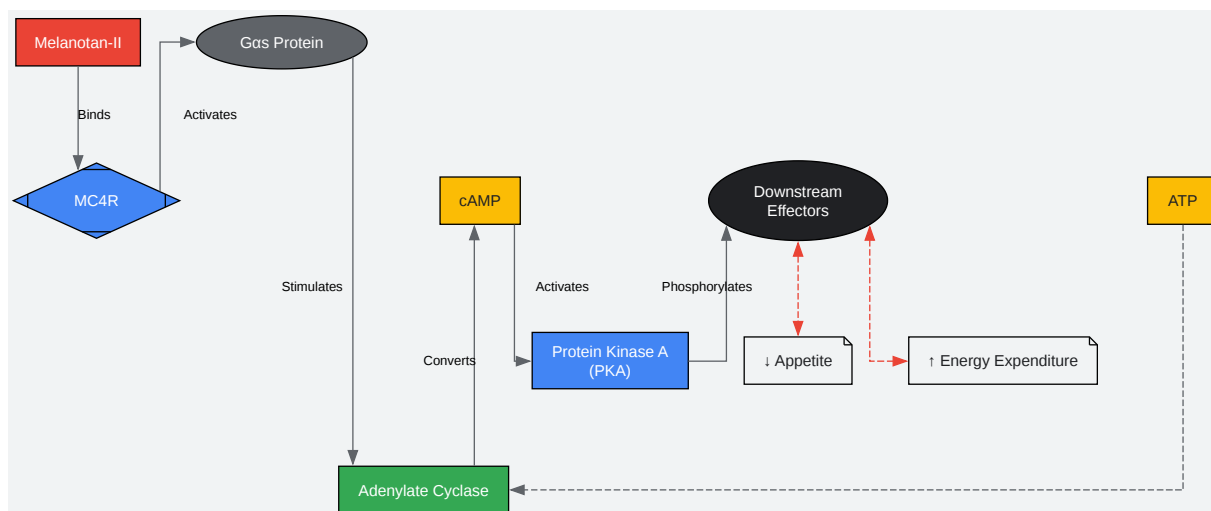 Melanotan-II
Gαs Protein
Binds
Activates
MC4R
cAMP
Downstream
Effectors
ATP
Stimulates
Activates
Phosphorylates
Converts
Protein Kinase A
(PKA)
↓ Appetite
↑ Energy Expenditure
Adenylate Cyclase